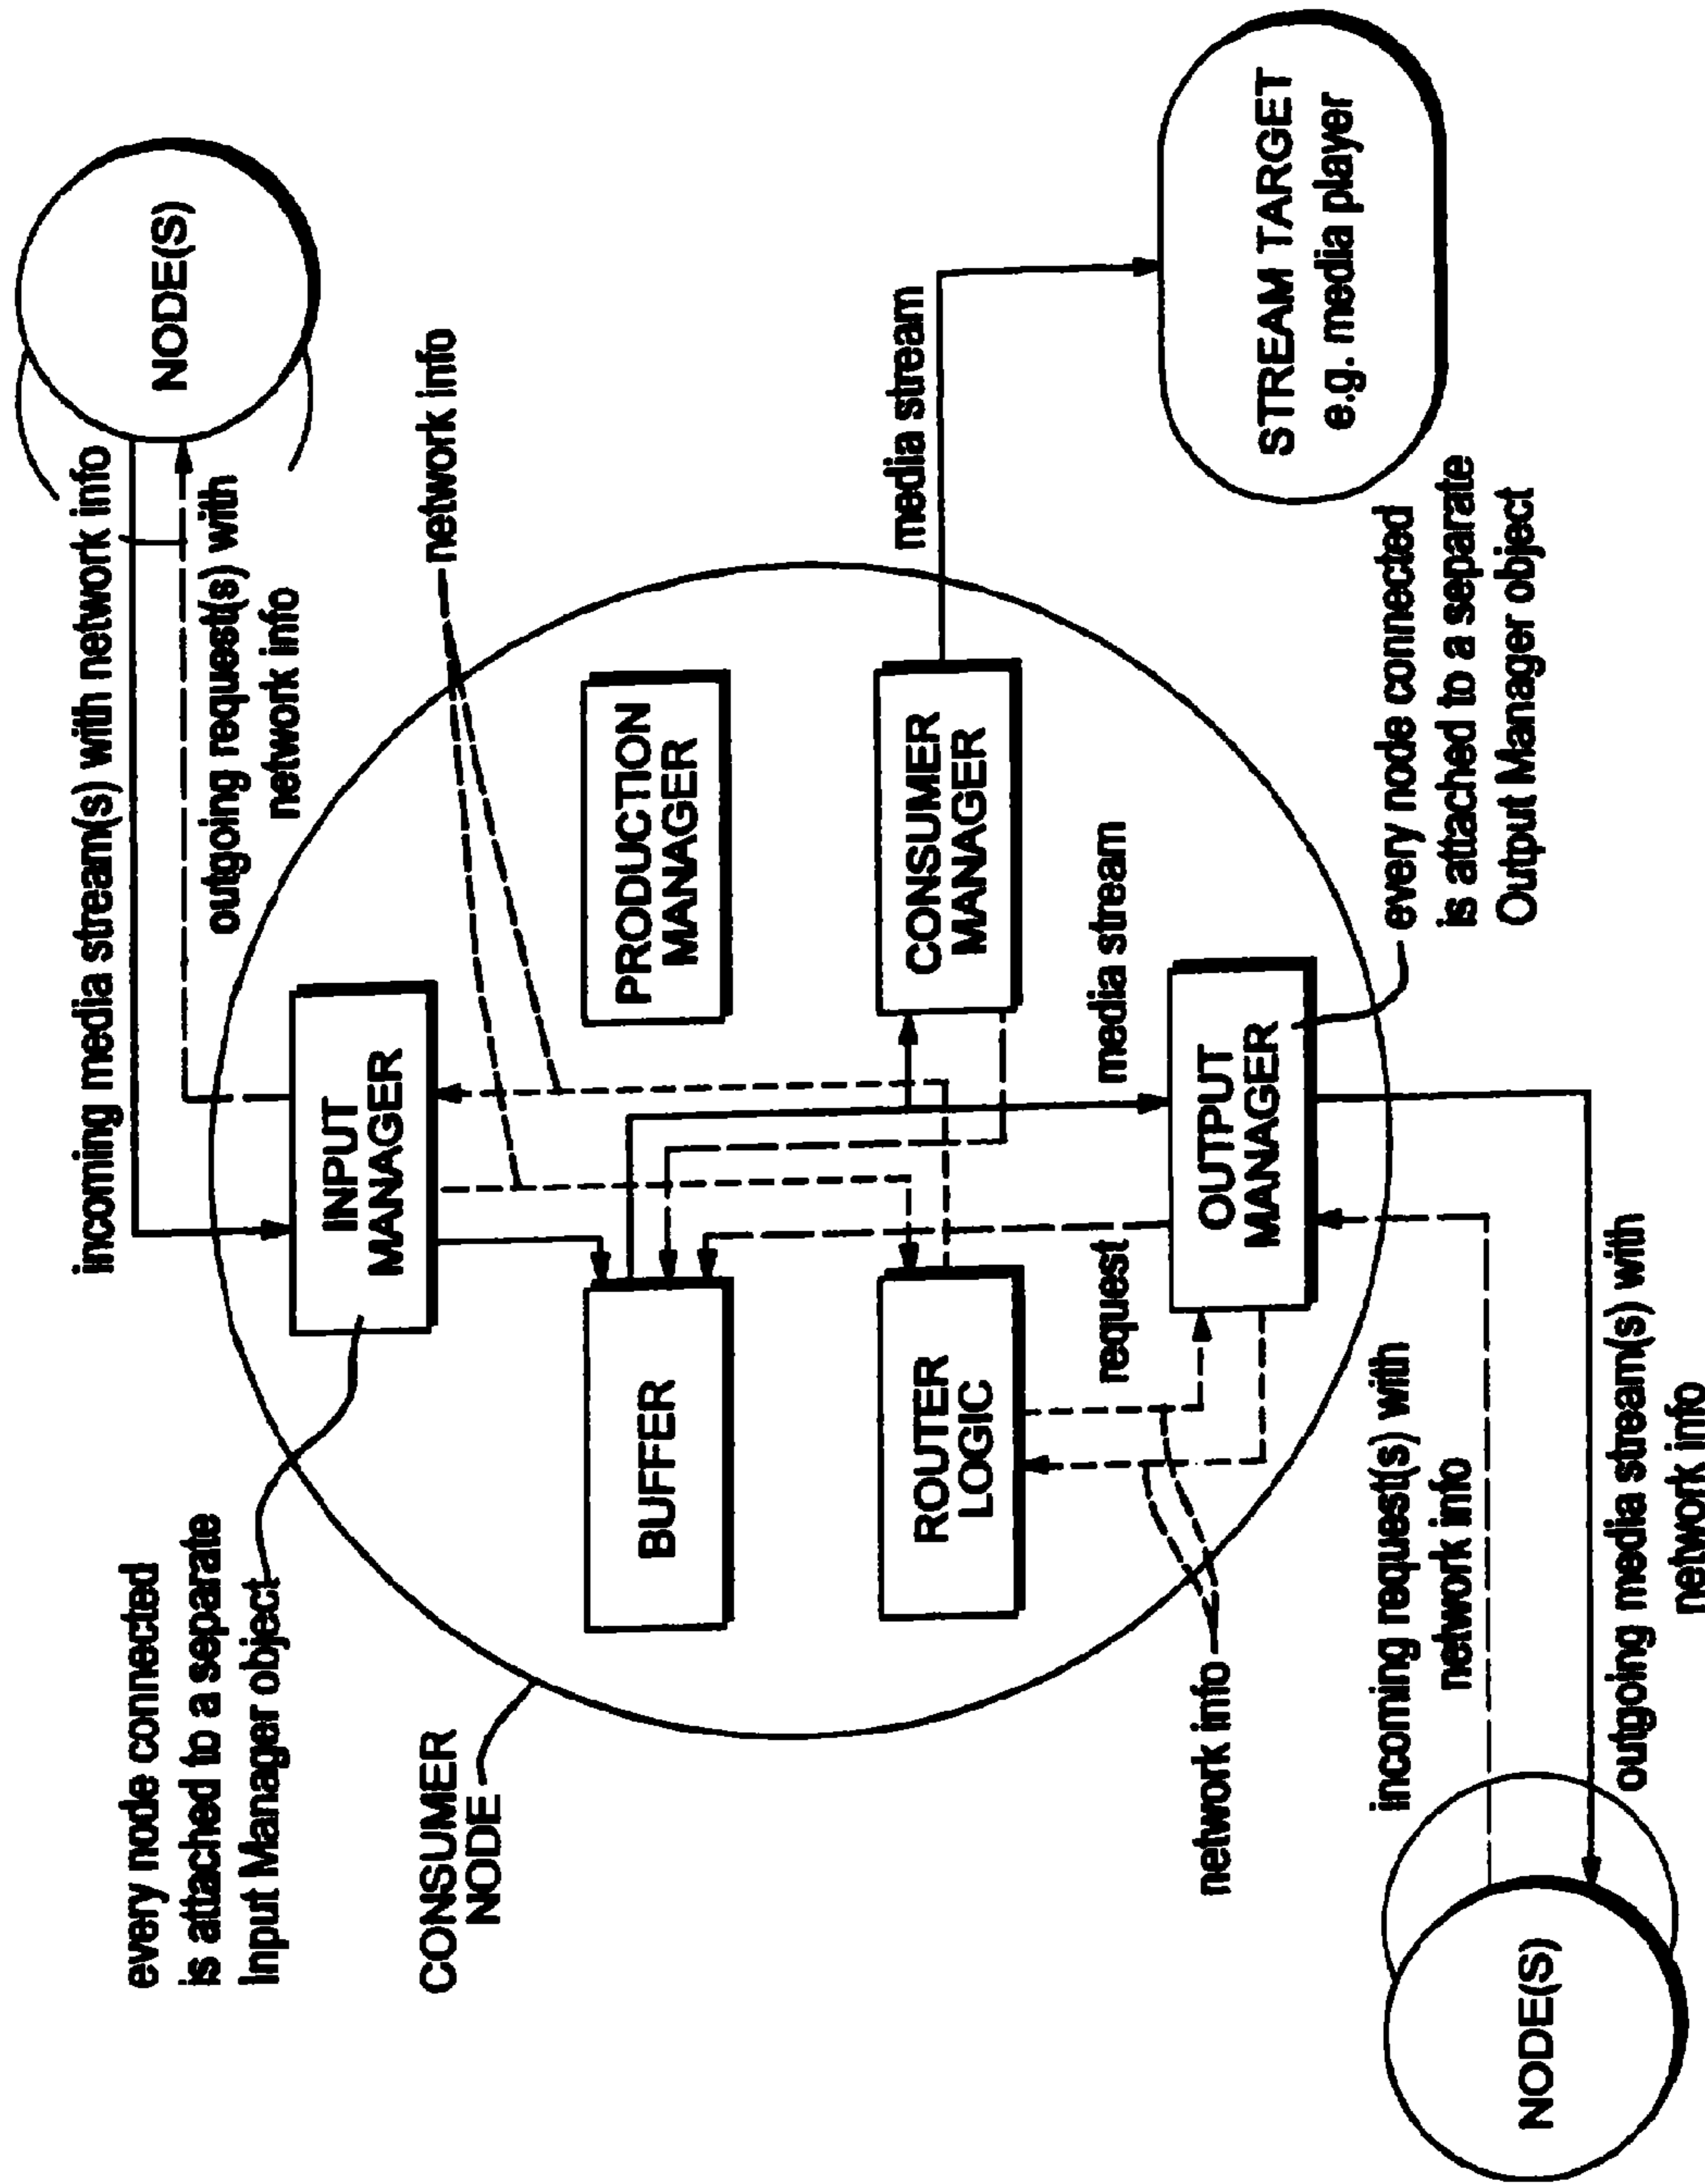 every node connected
is attached to a separate
Input Manager object
incoming media stream(s) with network info
outgoing request(s) with
network info
NODE(S)
CONSUMER
NODE
INPUT
MANAGER
network info
BUFFER
PRODUCTION
MANAGER
ROUTER
LOGIC
CONSUMER
MANAGER
media stream
network info
request
media stream
OUTPUT
MANAGER
STREAM TARGET
e.g. media player
incoming request(s) with
network info
every node connected
is attached to a separate
Output Manager object
NODE(S)
outgoing media stream(s) with
network info